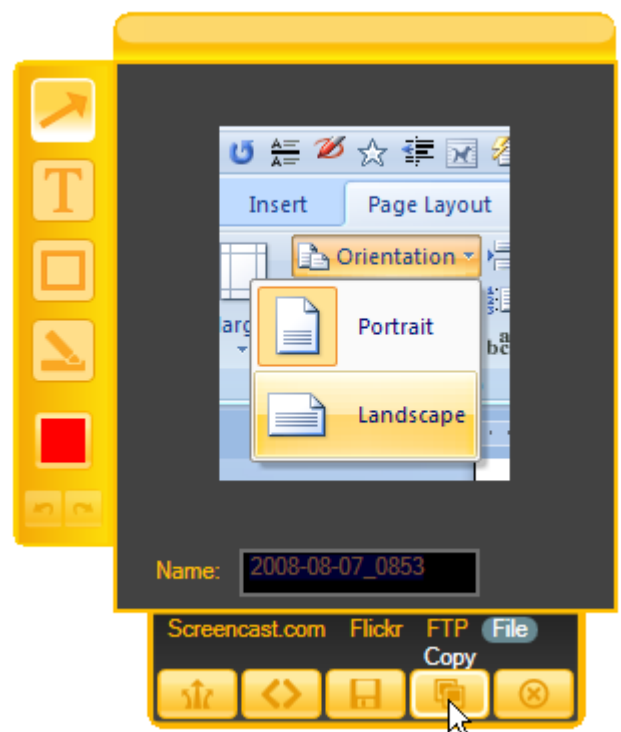 T
Insert Page Layout
Orientation
Portrait
Landscape
Name: 2008-08-07_0853
Screencast.com Flickr FTP File
Copy